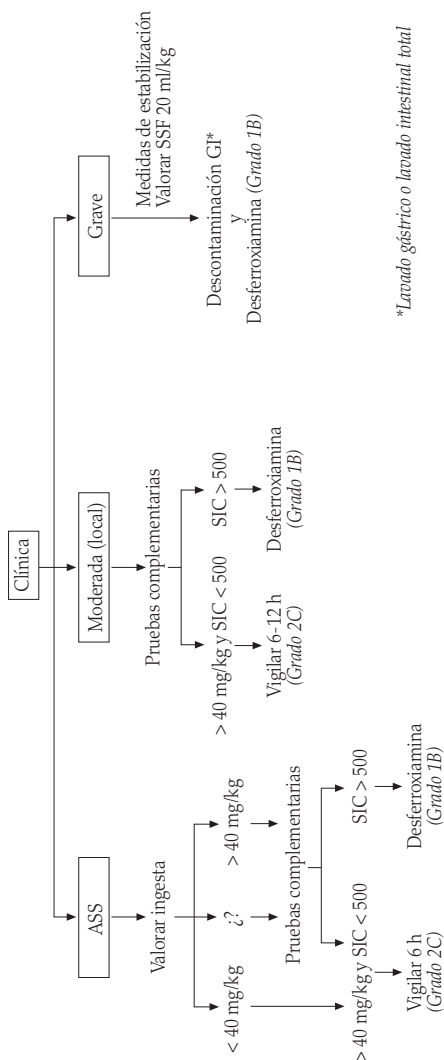 Clínica
ASS
Moderada (local)
Grave
Valorar ingesta
< 40 mg/kg
¿?
> 40 mg/kg
Pruebas complementarias
> 40 mg/kg y SIC < 500
SIC > 500
Vigilar 6 h
(Grado 2C)
Desferroxiamina
(Grado 1B)
Pruebas complementarias
> 40 mg/kg y SIC < 500
SIC > 500
Vigilar 6-12 h
(Grado 2C)
Desferroxiamina
(Grado 1B)
Medidas de estabilización
Valorar SSF 20 ml/kg
Descontaminación GI*
y
Desferroxiamina (Grado 1B)
*Lavado gástrico o lavado intestinal total